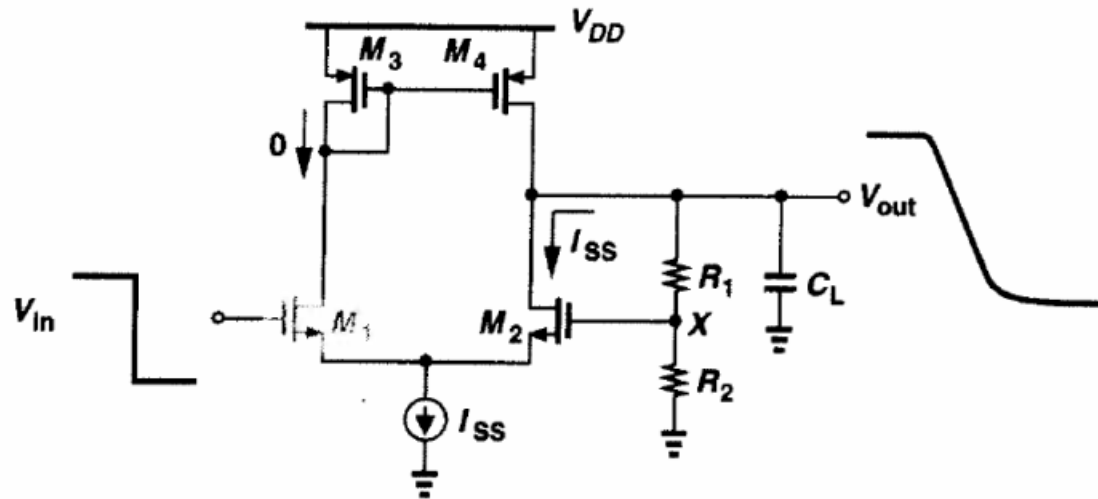 V_DD
M_3
M_4
0
V_out
I_SS
R_1
C_L
V_In
M_1
M_2
X
R_2
I_SS